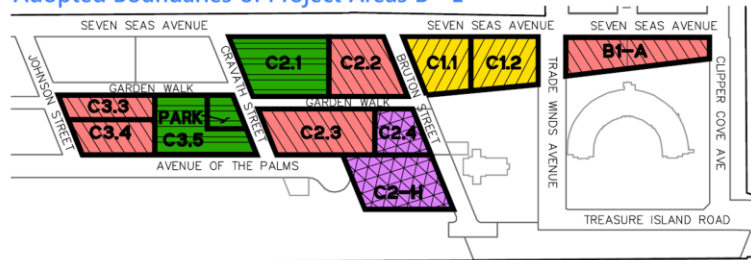 Adopted Boundaries of Project Areas B - E
SEVEN SEAS AVENUE
SEVEN SEAS AVENUE
SEVEN SEAS AVENUE
JOHNSON STREET
CRAVATH STREET
C2.1
C2.2
BRUTON STREET
C1.1
C1.2
TRADE WINDS AVENUE
B1-A
CLIPPER COVE AVE
GARDEN WALK
GARDEN WALK
C3.3
C3.4
PARK
C3.5
C2.3
C2.4
AVENUE OF THE PALMS
C2-H
TREASURE ISLAND ROAD